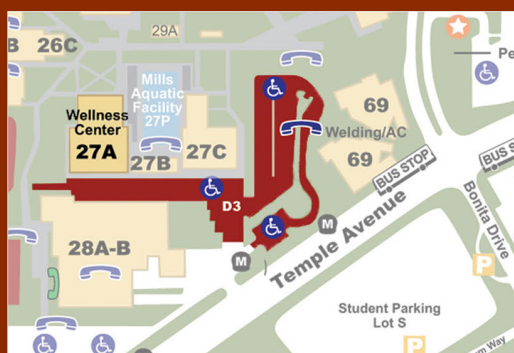 B
26C
29A
Mills
Aquatic
Facility
27P
Wellness
Center
27A
27B
27C
69
Welding/AC
69
Pe
BUS STOP
BUS S
D3
28A-B
M
M
Temple Avenue
Bonita Drive
P
Student Parking
Lot S
P
m Way